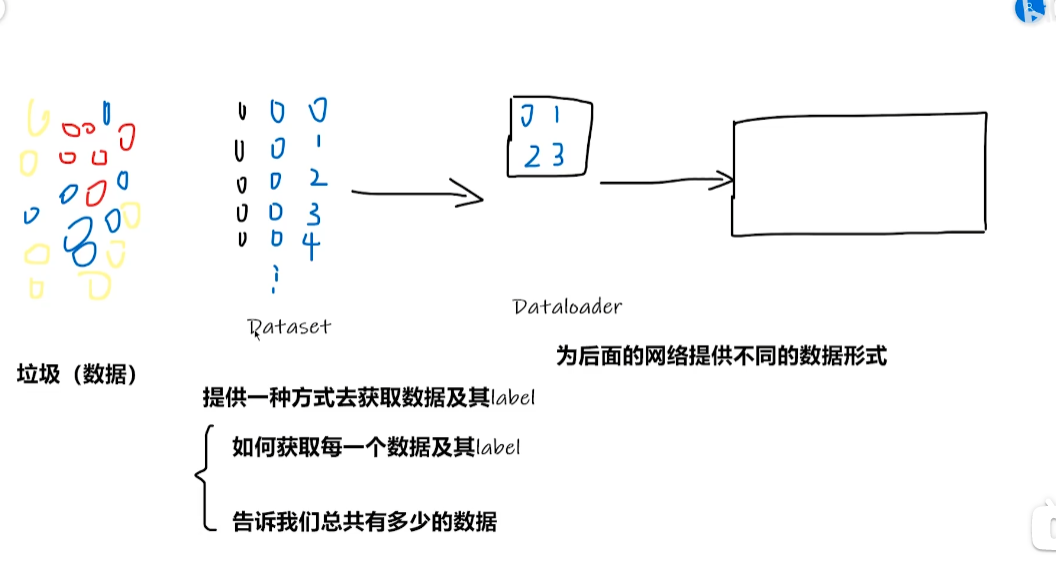 0 0 0
0 0 1
0 0 2
0 0 3
0 0 4
0 1
2 3
Dataset
Dataloader
为后面的网络提供不同的数据形式
垃圾（数据）
提供一种方式去获取数据及其label
如何获取每一个数据及其label
告诉我们总共有多少的数据